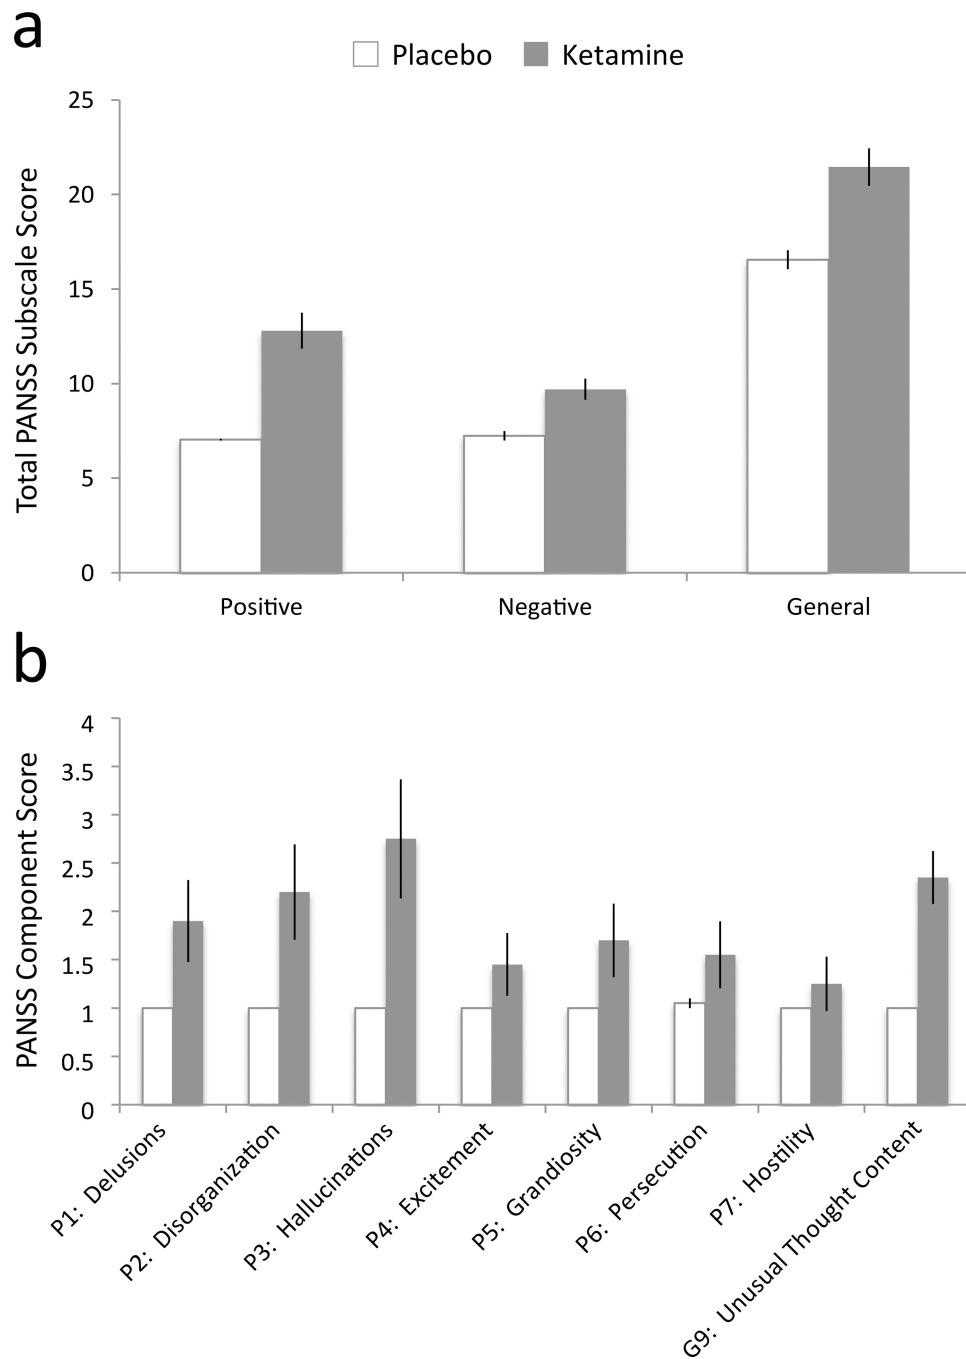 a
Placebo Ketamine
Total PANSS Subscale Score
25
20
15
10
5
0
Positive Negative General
b
PANSS Component Score
4
3.5
3
2.5
2
1.5
1
0.5
0
P1: Delusions
P2: Disorganization
P3: Hallucinations
P4: Excitement
P5: Grandiosity
P6: Persecution
P7: Hostility
G9: Unusual Thought Content